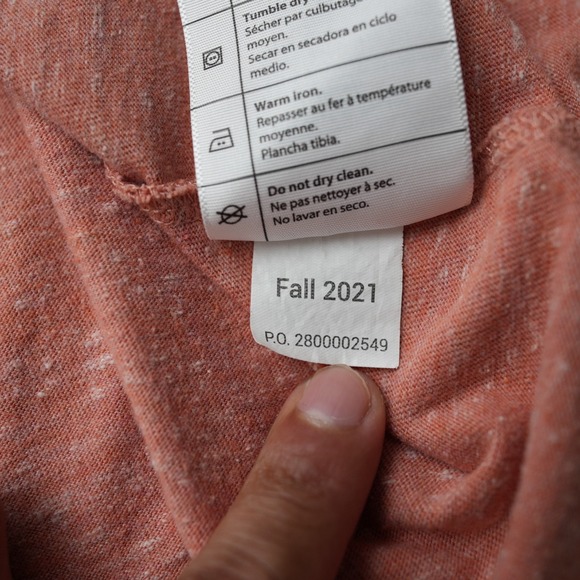 Tumble dry
Sécher par culbutage
moyen.
Secar en secadora en ciclo
medio.
Warm iron.
Repasser au fer à température
moyenne.
Plancha tibia.
Do not dry clean.
Ne pas nettoyer à sec.
No lavar en seco.
Fall 2021
P.O. 2800002549